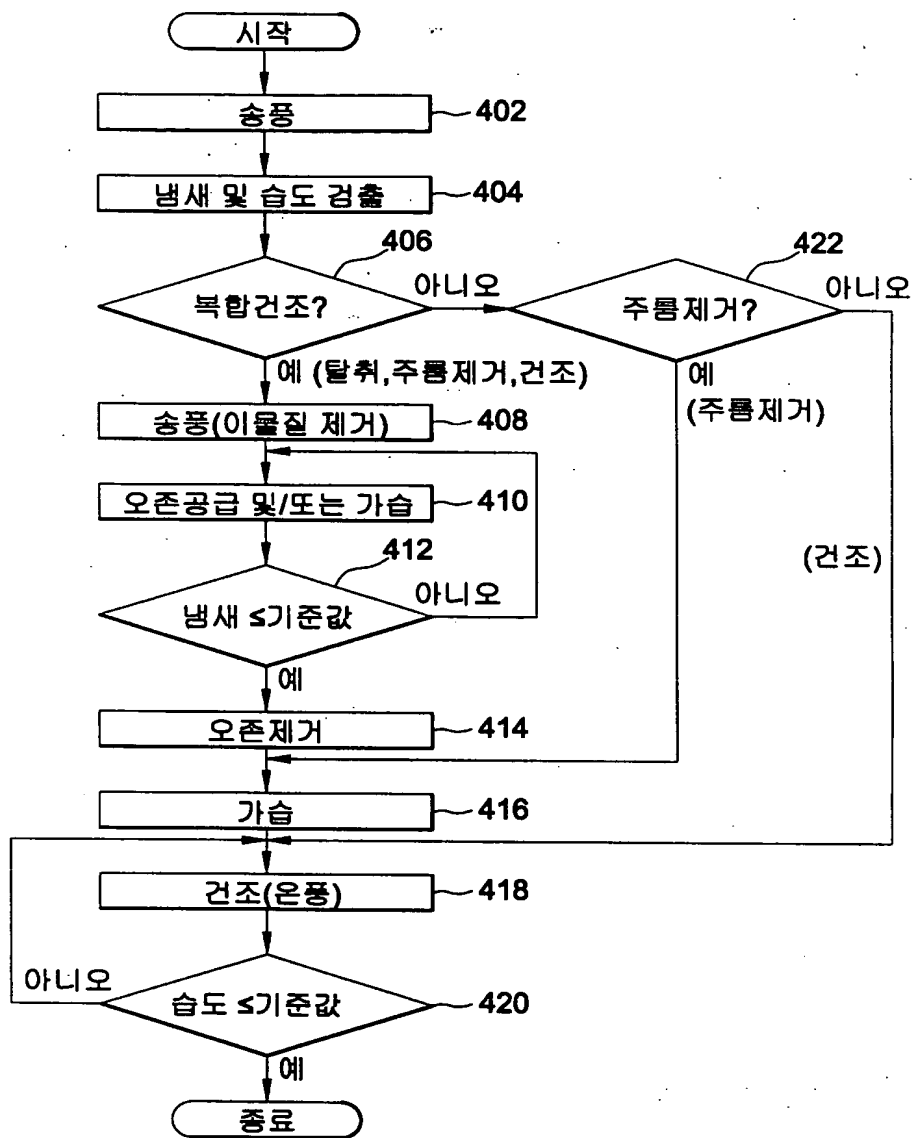 시작
송풍
402
냄새 및 습도 검출
404
406
복합건조?
아니오
422
주름제거?
아니오
예 (탈취,주름제거,건조)
예
(주름제거)
송풍(이물질 제거)
408
오존공급 및/또는 가습
410
(건조)
412
냄새 ≤기준값
아니오
예
오존제거
414
가습
416
건조(온풍)
418
아니오
습도 ≤기준값
420
예
종료